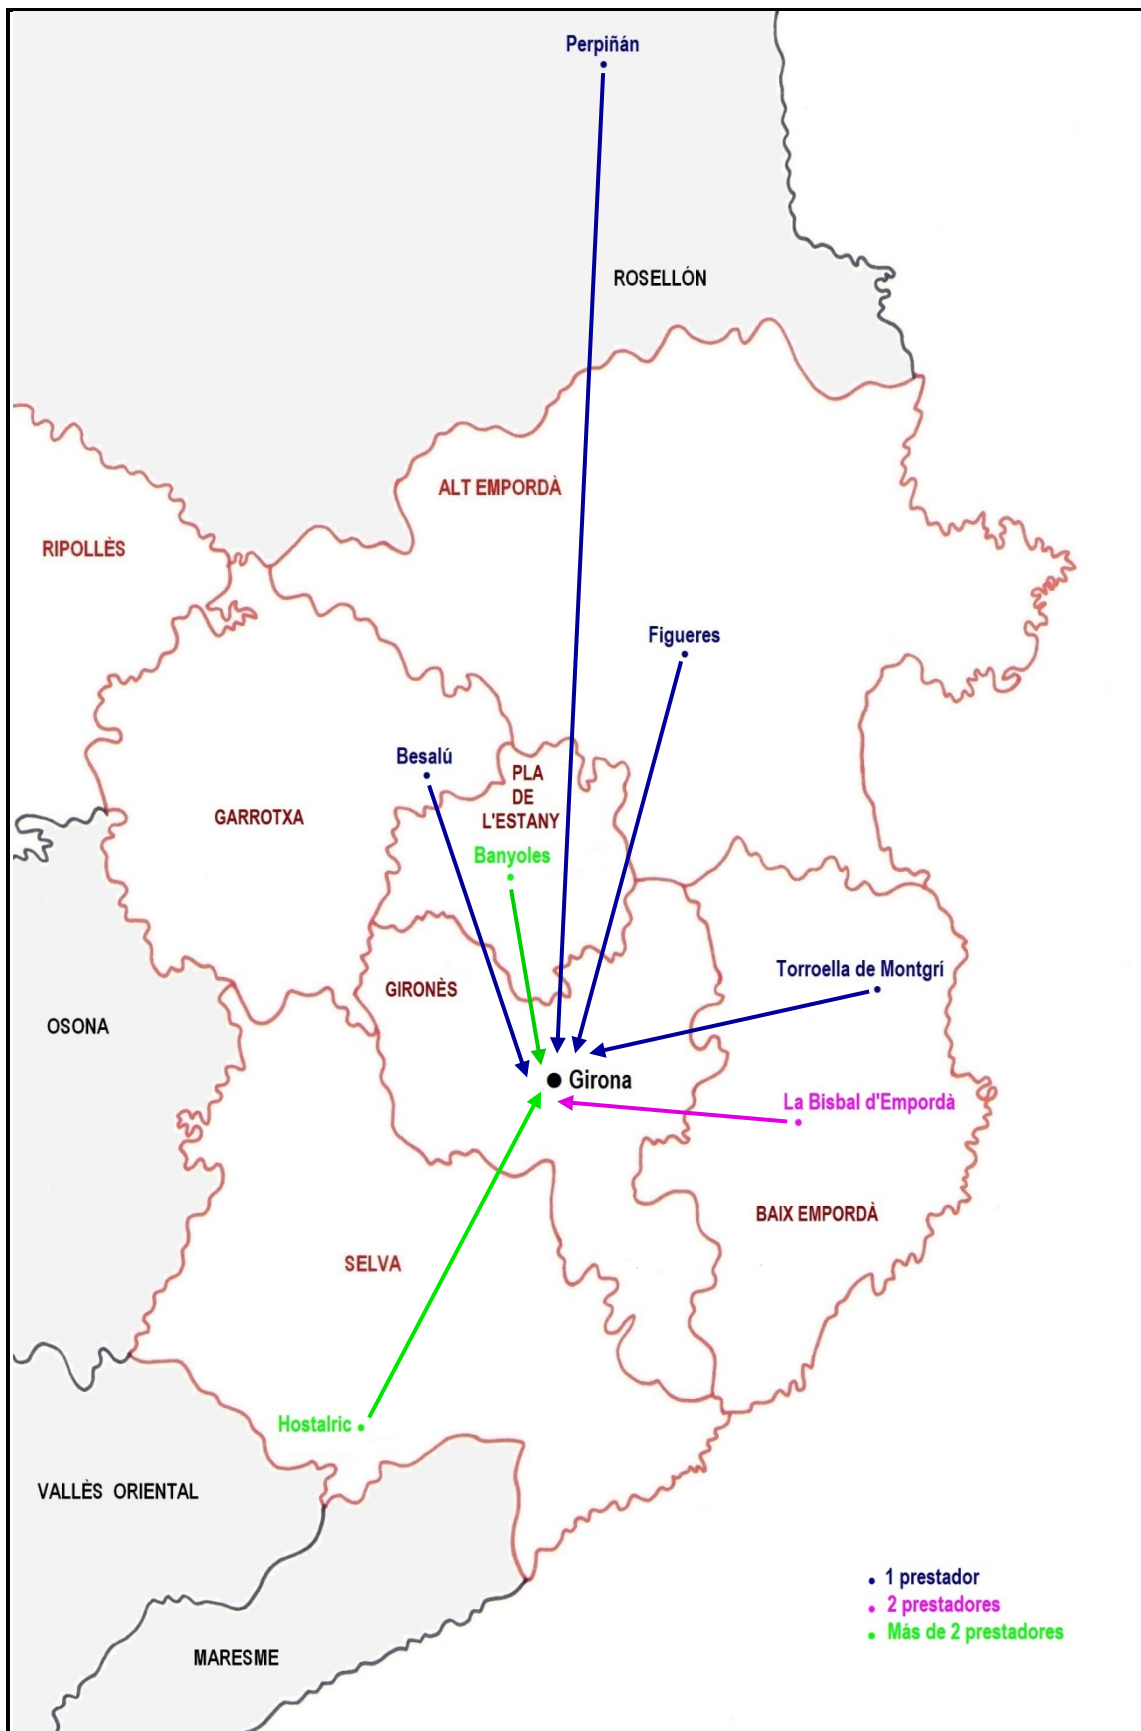 Perpiñán
ROSELLÓN
ALT EMPORDÀ
RIPOLLÈS
Figueres
Besalú
PLA
DE
L'ESTANY
GARROTXA
Banyoles
Torroella de Montgrí
GIRONÈS
OSONA
Girona
La Bisbal d'Empordà
BAIX EMPORDÀ
SELVA
Hostalric
VALLÈS ORIENTAL
1 prestador
2 prestadores
Más de 2 prestadores
MARESME